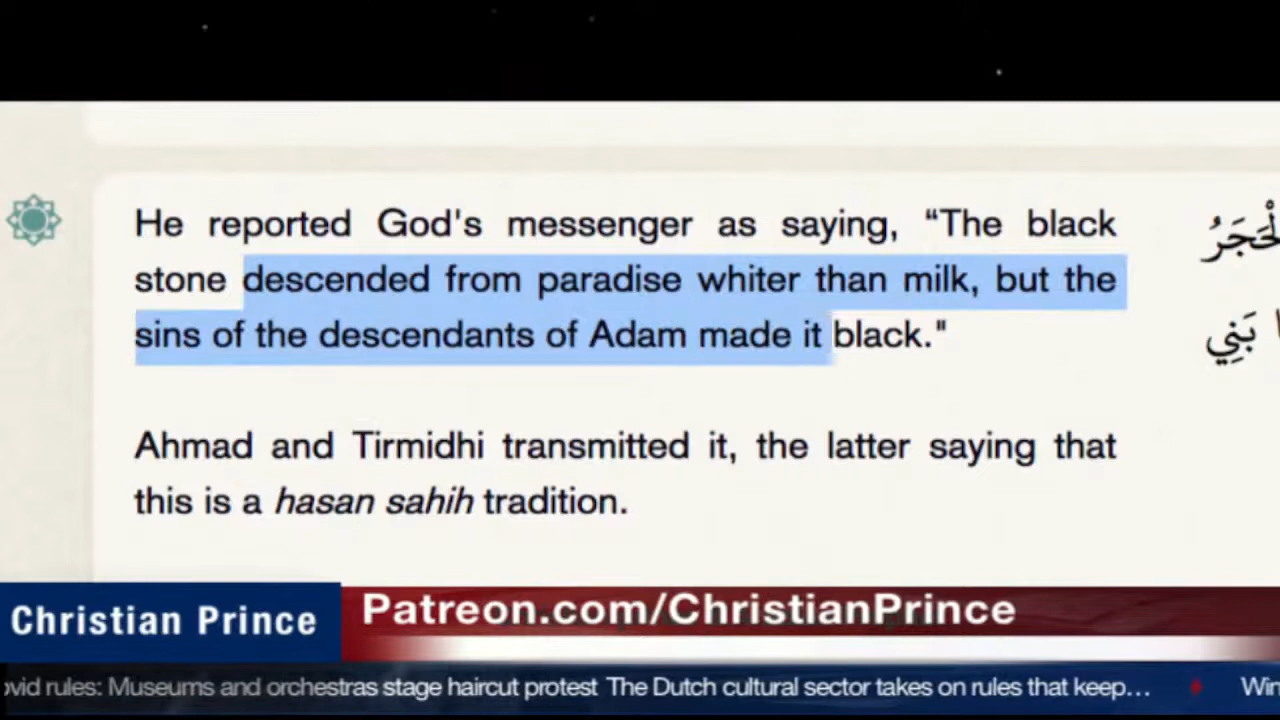 He reported God's messenger as saying, “The black
stone descended from paradise whiter than milk, but the
sins of the descendants of Adam made it black."
Ahmad and Tirmidhi transmitted it, the latter saying that
this is a hasan sahih tradition.
بَنِي
Christian Prince
Patreon.com/ChristianPrince
ovid rules: Museums and orchestras stage haircut protest The Dutch cultural sector takes on rules that keep... Win